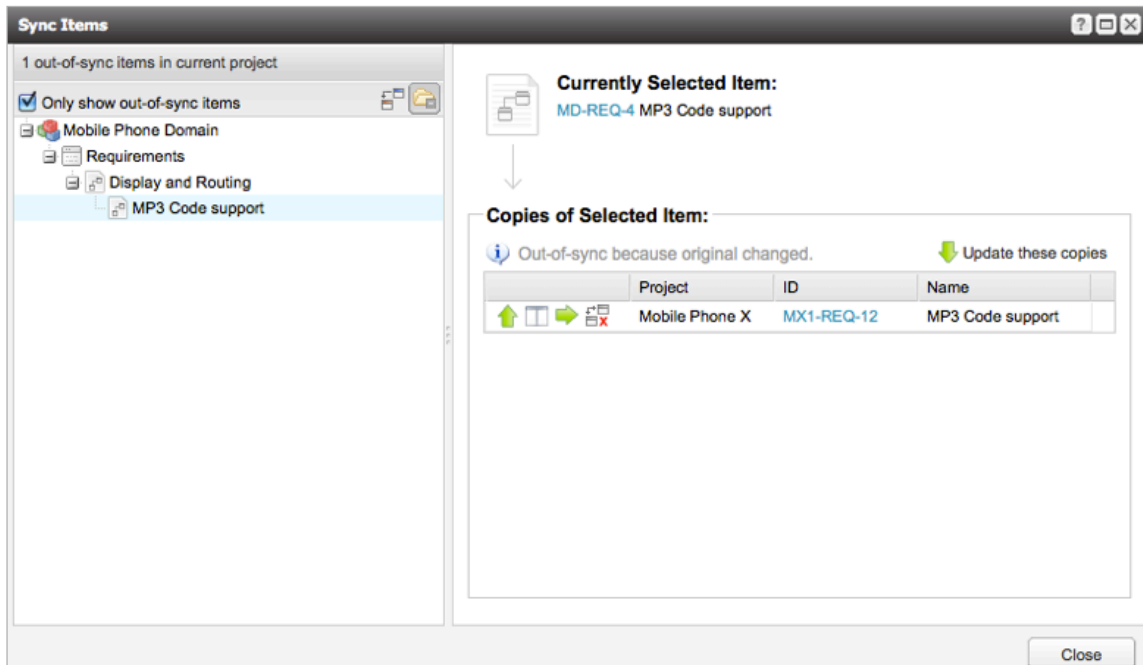 Sync Items
1 out-of-sync items in current project
Only show out-of-sync items
Mobile Phone Domain
Requirements
Display and Routing
MP3 Code support
Currently Selected Item:
MD-REQ-4 MP3 Code support
Copies of Selected Item:
Out-of-sync because original changed.
Update these copies
Project ID Name
Mobile Phone X MX1-REQ-12 MP3 Code support
Close